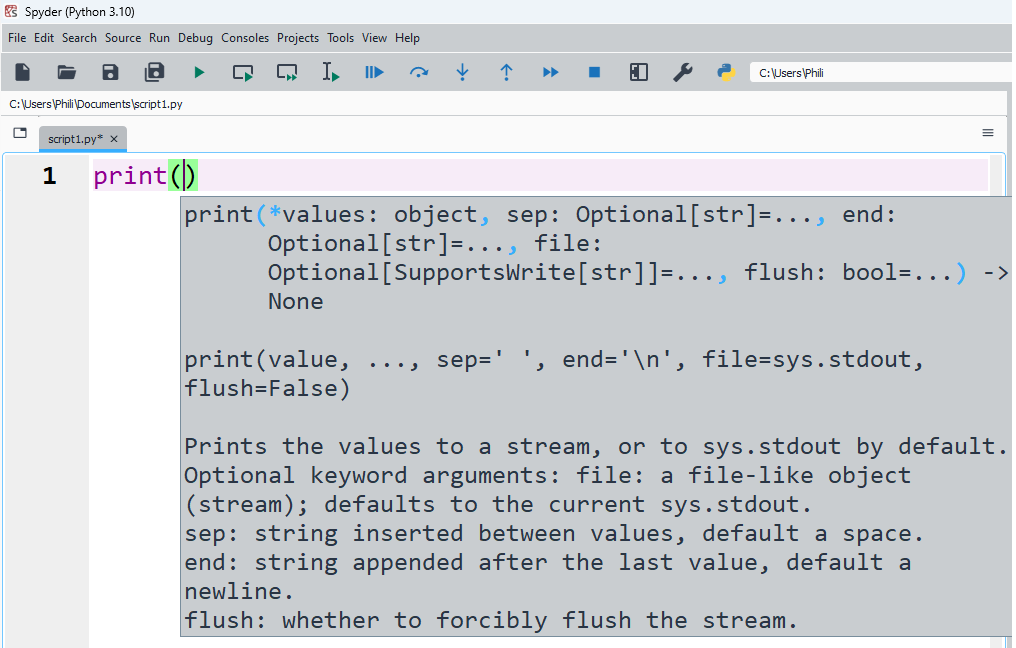 Spyder (Python 3.10)
File Edit Search Source Run Debug Consoles Projects Tools View Help
C:\Users\Phili
C:\Users\Phili\Documents\script1.py
script1.py*
1 print()
print(*values: object, sep: Optional[str]=..., end:
Optional[str]=..., file:
Optional[SupportsWrite[str]]=..., flush: bool=...) ->
None
print(value, ..., sep=' ', end='\n', file=sys.stdout,
flush=False)
Prints the values to a stream, or to sys.stdout by default.
Optional keyword arguments: file: a file-like object
(stream); defaults to the current sys.stdout.
sep: string inserted between values, default a space.
end: string appended after the last value, default a
newline.
flush: whether to forcibly flush the stream.